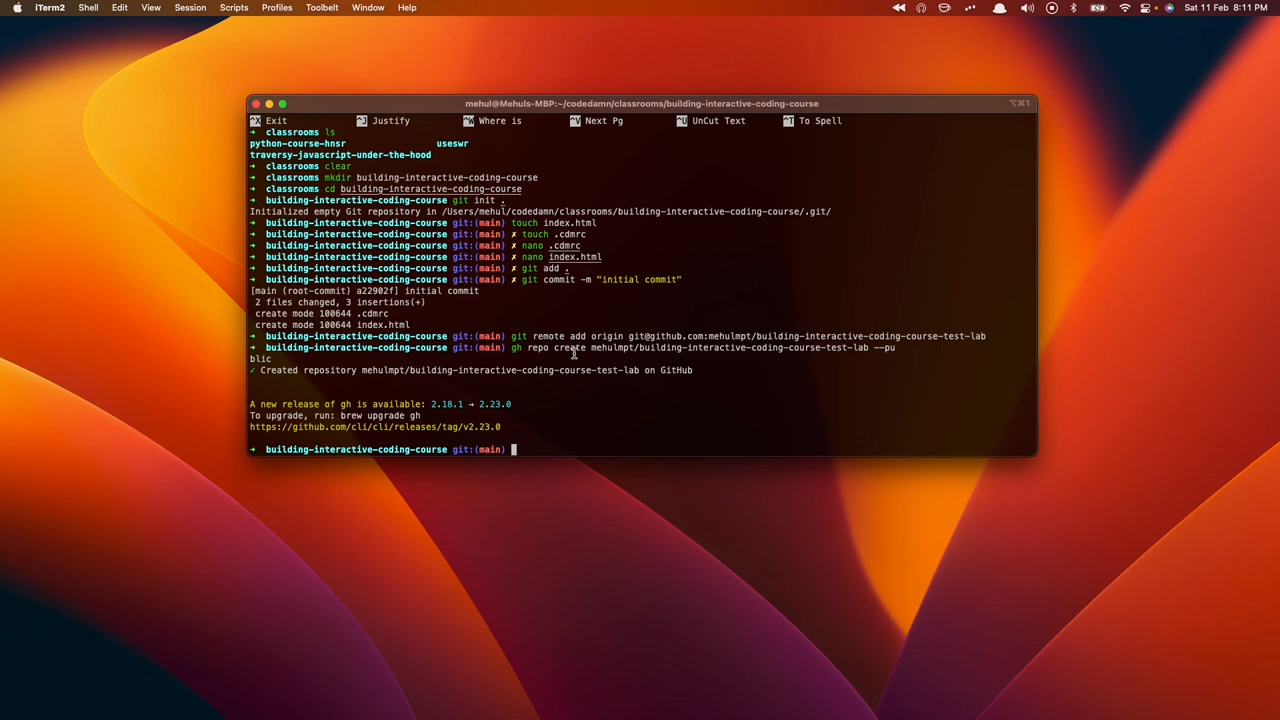 iTerm2 Shell Edit View Session Scripts Profiles Toolbelt Window Help Sat 11 Feb 8:11 PM
mehul@Mehuls-MBP:~/codedamn/classrooms/building-interactive-coding-course ⌥⌘1
^X Exit ^J Justify ^W Where is ^V Next Pg ^U UnCut Text ^T To Spell
➜ classrooms ls
python-course-hnsr useswr
traversy-javascript-under-the-hood
➜ classrooms clear
➜ classrooms mkdir building-interactive-coding-course
➜ classrooms cd building-interactive-coding-course
➜ building-interactive-coding-course git init .
Initialized empty Git repository in /Users/mehul/codedamn/classrooms/building-interactive-coding-course/.git/
➜ building-interactive-coding-course git:(main) touch index.html
➜ building-interactive-coding-course git:(main) ✗ touch .cdmrc
➜ building-interactive-coding-course git:(main) ✗ nano .cdmrc
➜ building-interactive-coding-course git:(main) ✗ nano index.html
➜ building-interactive-coding-course git:(main) ✗ git add .
➜ building-interactive-coding-course git:(main) ✗ git commit -m "initial commit"
[main (root-commit) a22902f] initial commit
2 files changed, 3 insertions(+)
create mode 100644 .cdmrc
create mode 100644 index.html
➜ building-interactive-coding-course git:(main) git remote add origin git@github.com:mehulmpt/building-interactive-coding-course-test-lab
➜ building-interactive-coding-course git:(main) gh repo create mehulmpt/building-interactive-coding-course-test-lab --pu
blic
✓ Created repository mehulmpt/building-interactive-coding-course-test-lab on GitHub
A new release of gh is available: 2.18.1 → 2.23.0
To upgrade, run: brew upgrade gh
https://github.com/cli/cli/releases/tag/v2.23.0
➜ building-interactive-coding-course git:(main)